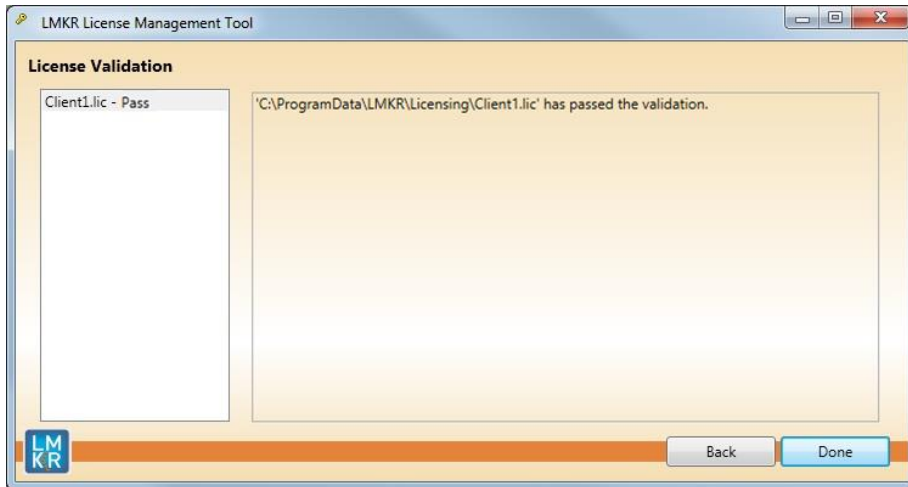 LMKR License Management Tool
License Validation
Client1.lic - Pass
'C:\ProgramData\LMKR\Licensing\Client1.lic' has passed the validation.
LM
KR
Back
Done